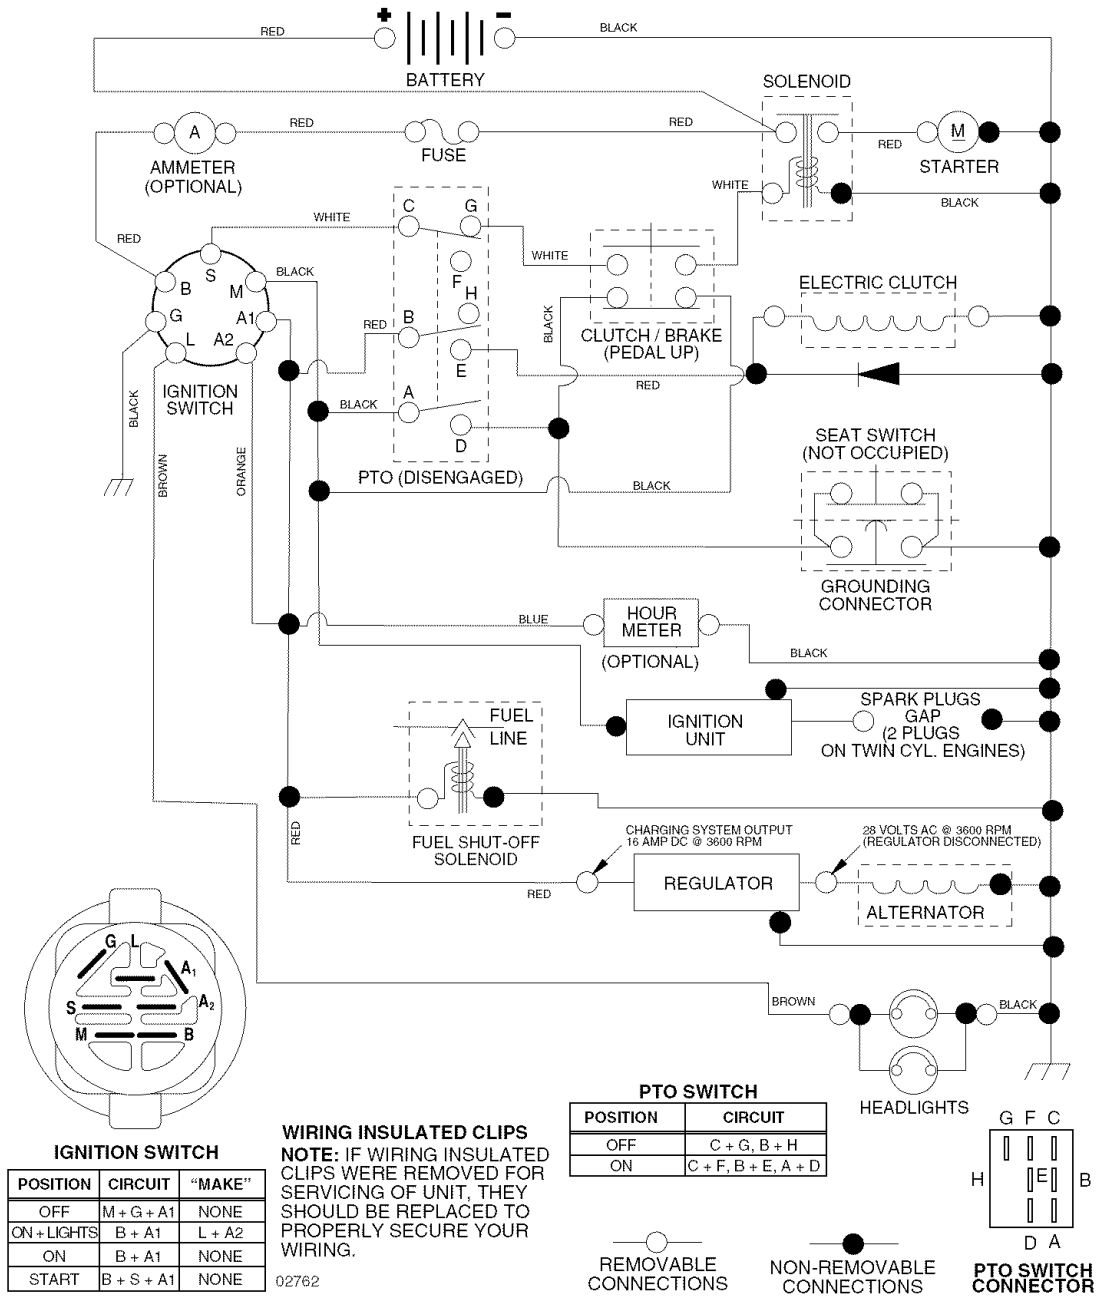 + −
RED
BLACK
BATTERY
SOLENOID
A
RED
RED
RED
M
AMMETER
(OPTIONAL)
FUSE
STARTER
WHITE
BLACK
C G
WHITE
RED
WHITE
S
B M
BLACK
F
ELECTRIC CLUTCH
G A1
H
RED B
BLACK
CLUTCH / BRAKE
(PEDAL UP)
L A2
E
IGNITION
SWITCH
RED
BLACK
BLACK A
SEAT SWITCH
(NOT OCCUPIED)
D
BROWN
ORANGE
PTO (DISENGAGED)
BLACK
GROUNDING
CONNECTOR
BLUE
HOUR
METER
(OPTIONAL)
BLACK
FUEL
LINE
IGNITION
UNIT
SPARK PLUGS
GAP
(2 PLUGS
ON TWIN CYL. ENGINES)
RED
FUEL SHUT-OFF
SOLENOID
CHARGING SYSTEM OUTPUT
16 AMP DC @ 3600 RPM
28 VOLTS AC @ 3600 RPM
(REGULATOR DISCONNECTED)
RED
REGULATOR
ALTERNATOR
G L
A1
S A2
M B
BROWN
BLACK
HEADLIGHTS
IGNITION SWITCH
POSITION CIRCUIT "MAKE"
OFF M + G + A1 NONE
ON + LIGHTS B + A1 L + A2
ON B + A1 NONE
START B + S + A1 NONE
WIRING INSULATED CLIPS
NOTE: IF WIRING INSULATED
CLIPS WERE REMOVED FOR
SERVICING OF UNIT, THEY
SHOULD BE REPLACED TO
PROPERLY SECURE YOUR
WIRING.
02762
PTO SWITCH
POSITION CIRCUIT
OFF C + G, B + H
ON C + F, B + E, A + D
REMOVABLE
CONNECTIONS
NON-REMOVABLE
CONNECTIONS
G F C
H E B
D A
PTO SWITCH
CONNECTOR